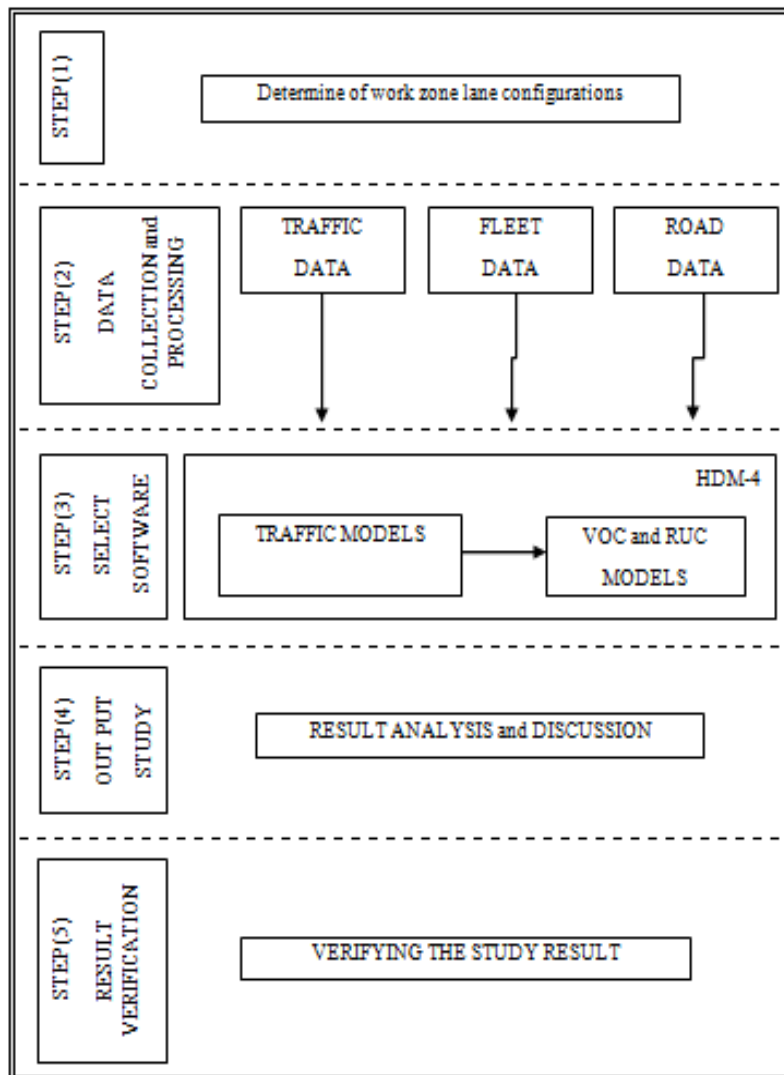 STEP(1)
Determine of work zone lane configurations
STEP(2)
DATA
COLLECTION and
PROCESSING
TRAFFIC
DATA
FLEET
DATA
ROAD
DATA
STEP(3)
SELECT
SOFTWARE
HDM-4
TRAFFIC MODELS
VOC and RUC
MODELS
STEP(4)
OUT PUT
STUDY
RESULT ANALYSIS and DISCUSSION
STEP(5)
RESULT
VERIFICATION
VERIFYING THE STUDY RESULT